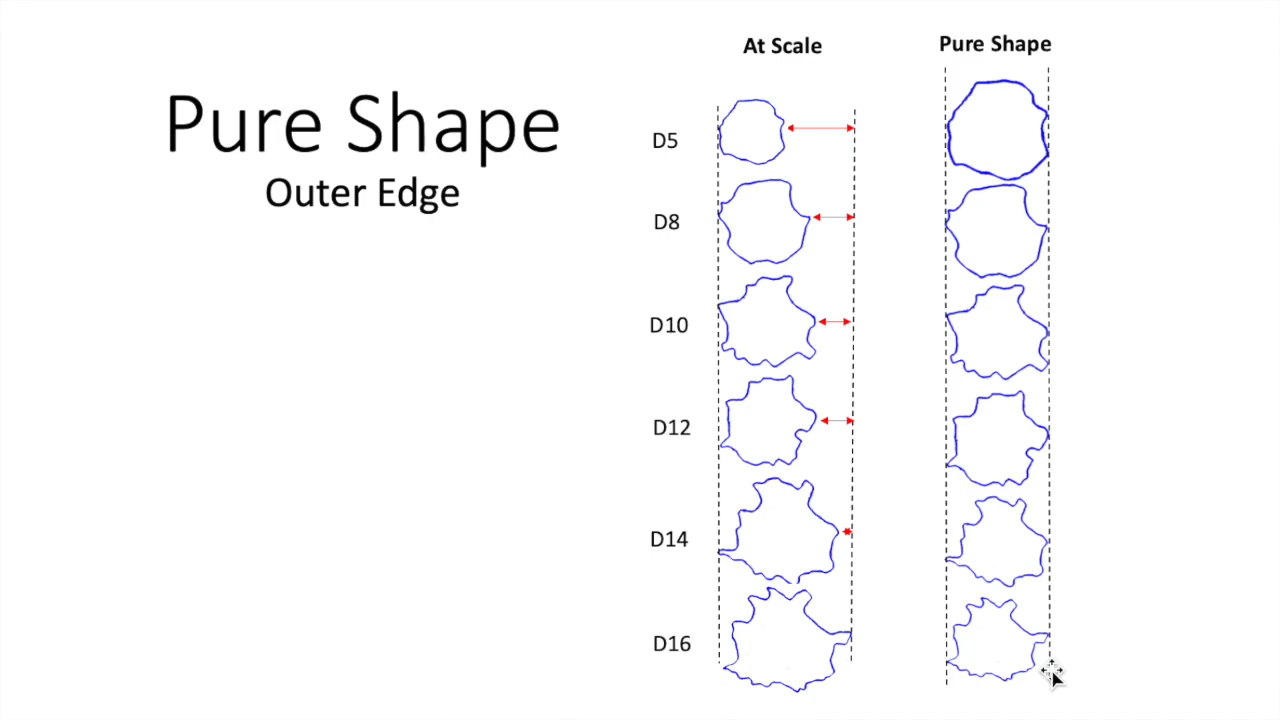 Pure Shape
Outer Edge
At Scale
Pure Shape
D5
D8
D10
D12
D14
D16